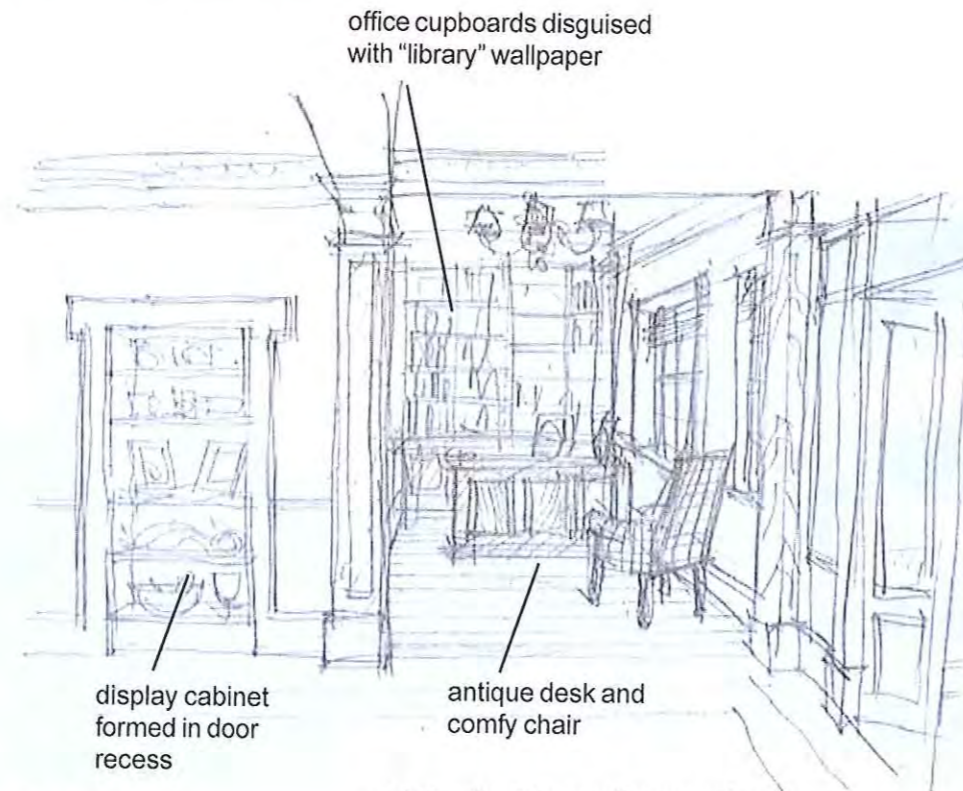 office cupboards disguised
with “library” wallpaper
display cabinet
formed in door
recess
antique desk and
comfy chair